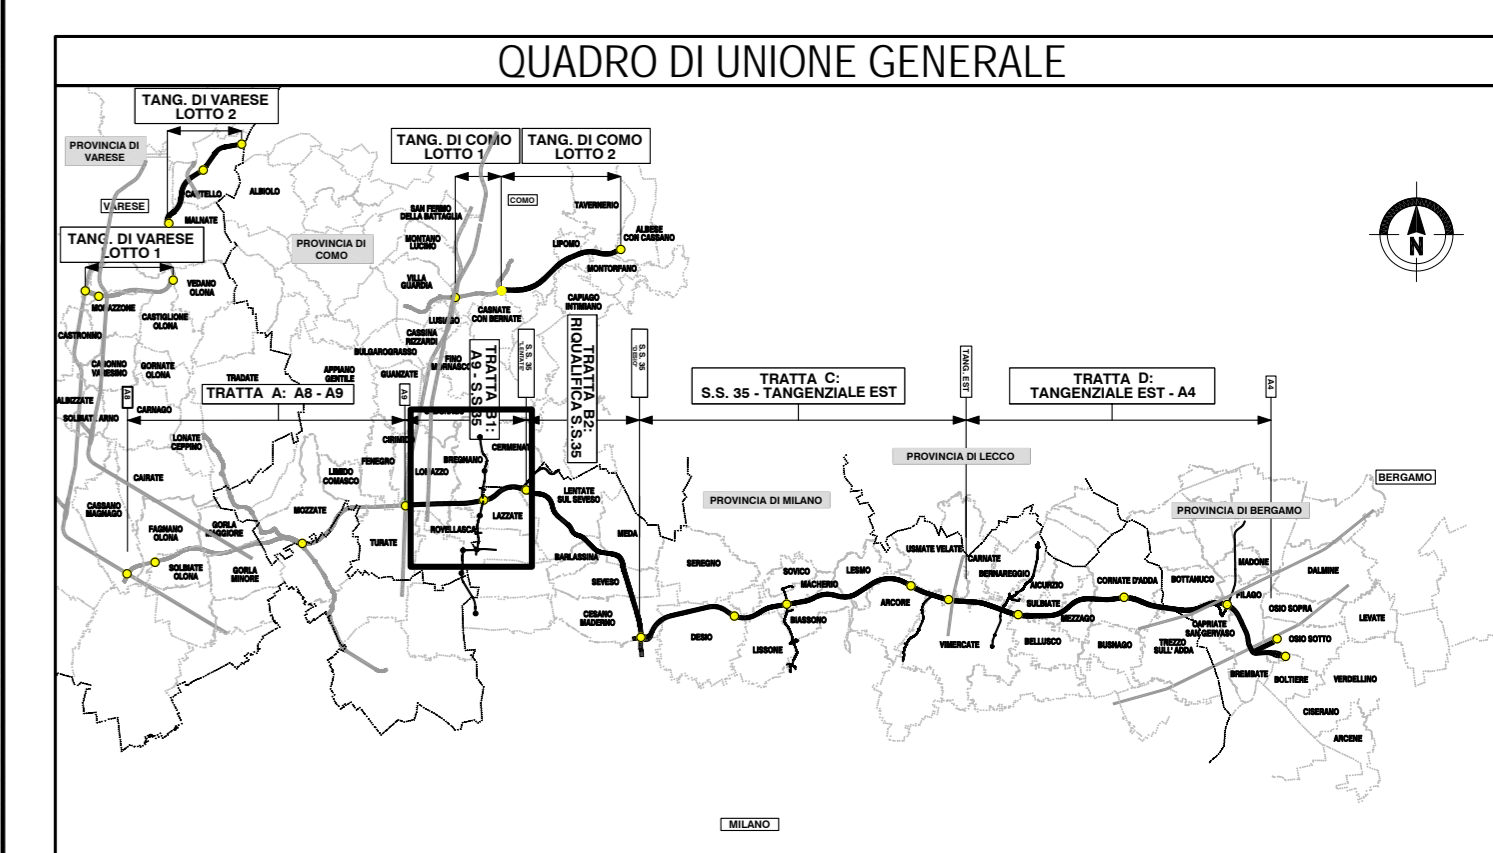 QUADRO DI UNIONE GENERALE
TANG. DI VARESE
LOTTO 2
PROVINCIA DI
VARESE
CANTELLO
ALBIOLO
VARESE
MALNATE
TANG. DI VARESE
LOTTO 1
VEDANO
OLONA
MORAZZONE
CASTIGLIONE
OLONA
CASTRONNO
GORNATE
OLONA
TRADATE
CARNAGO
PROVINCIA DI
COMO
TANG. DI COMO
LOTTO 1
TANG. DI COMO
LOTTO 2
COMO
SAN FERMO
DELLA BATTAGLIA
TAVERNERIO
MONTANO
LUCINO
LIPOMO
ALBESE
CON CASSANO
MONTORFANO
VILLA
GUARDIA
CAPIAGO
INTIMIANO
CASNATE
CON BERNATE
CASSINA
RIZZARDI
BULGAROGRASSO
APPIANO
GENTILE
GUANZATE
A8
TRATTA A: A8 - A9
A9
TRATTA B1:
A9 - S.S.35
S.S. 35
TRATTA B2:
RIQUALIFICA S.S.35
S.S. 35
TRATTA C:
S.S. 35 - TANGENZIALE EST
TANG. EST
TRATTA D:
TANGENZIALE EST - A4
A4
N
LONATE
CEPPINO
CAIRATE
FENEGRO
LIMIDO
COMASCO
BREGNANO
CASSANO
MAGNAGO
FAGNANO
OLONA
GORLA
MAGGIORE
MOZZATE
SOLBIATE
OLONA
GORLA
MINORE
TURATE
ROVELLASCA
LAZZATE
LENTATE
SUL SEVESO
BARLASSINA
MEDA
SEVESO
CESANO
MADERNO
PROVINCIA DI MILANO
PROVINCIA DI LECCO
PROVINCIA DI BERGAMO
BERGAMO
SEREGNO
DESIO
SOVICO
MACHERIO
BIASSONO
LISSONE
LESMO
ARCORE
USMATE VELATE
CARNATE
BERNAREGGIO
AICURZIO
SULBIATE
MEZZAGO
VIMERCATE
BELLUSCO
CORNATE D'ADDA
BUSNAGO
BOTTANUCO
TREZZO
SULL' ADDA
CAPRIATE
SAN GERVASO
MADONE
FILAGO
DALMINE
OSIO SOPRA
OSIO SOTTO
LEVATE
BREMBATE
BOLTIERE
VERDELLINO
CISERANO
ARCENE
MILANO